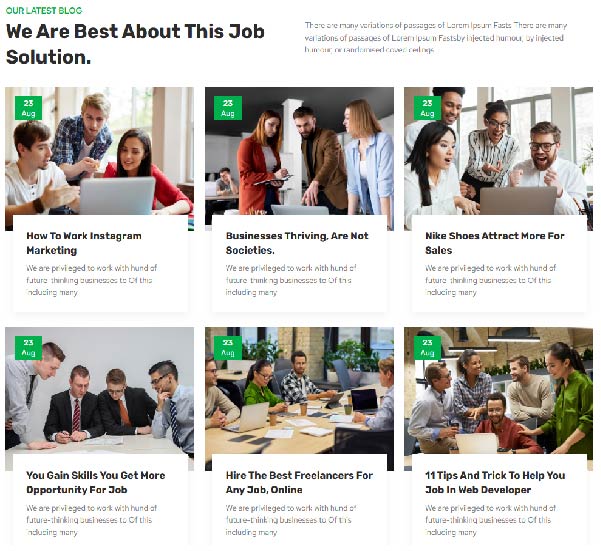 OUR LATEST BLOG
We Are Best About This Job
Solution.
There are many variations of passages of Lorem Ipsum Fasts There are many
variations of passages of Lorem Ipsum Fastsby injected humour, by injected
humour, or randomised coved cedngs
23
Aug
23
Aug
23
Aug
How To Work Instagram
Marketing
We are privileged to work with hund of
future-thinking businesses to Of this
including many
Businesses Thriving, Are Not
Societies.
We are privileged to work with hund of
future-thinking businesses to Of this
including many
Nike Shoes Attract More For
Sales
We are privileged to work with hund of
future-thinking businesses to Of this
including many
23
Aug
23
Aug
23
Aug
You Gain Skills You Get More
Opportunity For Job
We are privileged to work with hund of
future-thinking businesses to Of this
including many
Hire The Best Freelancers For
Any Job, Online
We are privileged to work with hund of
future-thinking businesses to Of this
including many
11 Tips And Trick To Help You
Job In Web Developer
We are privileged to work with hund of
future-thinking businesses to Of this
including many